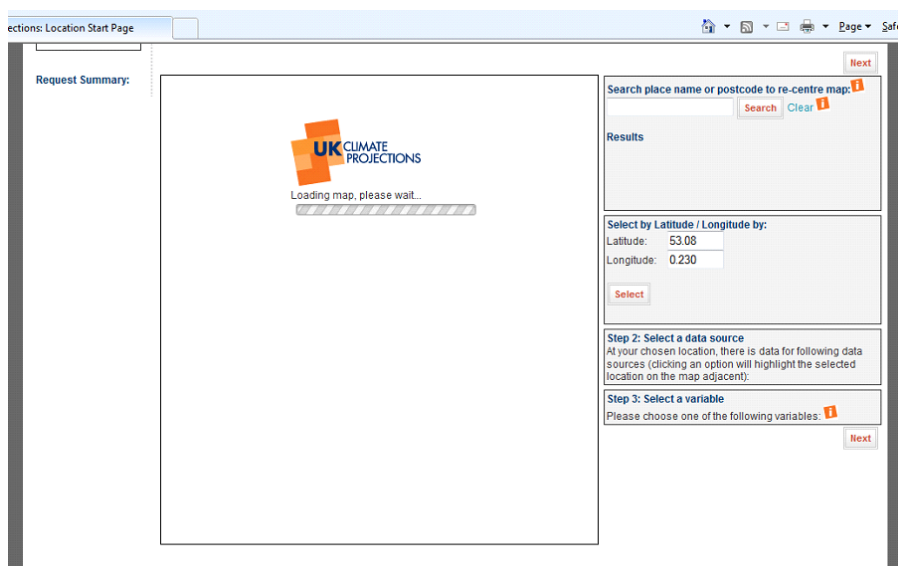 ections: Location Start Page
Page
Safe
Next
Request Summary:
Search place name or postcode to re-centre map:
Search Clear
Results
UK CLIMATE
PROJECTIONS
Loading map, please wait...
Select by Latitude / Longitude by:
Latitude: 53.08
Longitude: 0.230
Select
Step 2: Select a data source
At your chosen location, there is data for following data
sources (clicking an option will highlight the selected
location on the map adjacent):
Step 3: Select a variable
Please choose one of the following variables:
Next